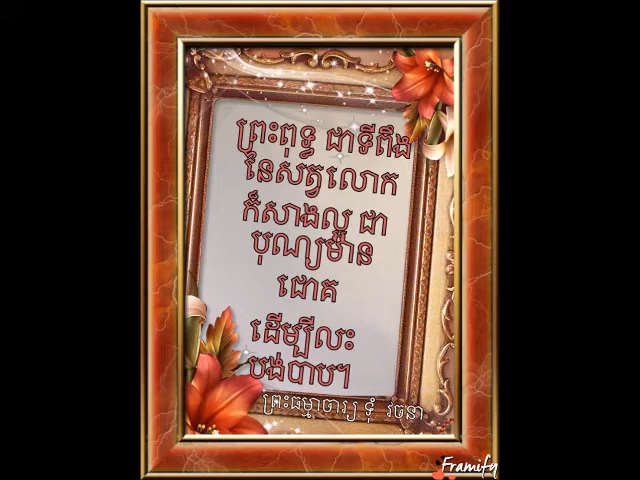 ព្រះពុទ្ធ ជាទីពឹង
នៃសត្វលោក
ក៏សាងល្អ ជា
បុណ្យមាន
ជោគ
ដើម្បីលះ
បង់បាប។
ព្រះធម្មាចារ្យ ទុំ វចនា
Framify